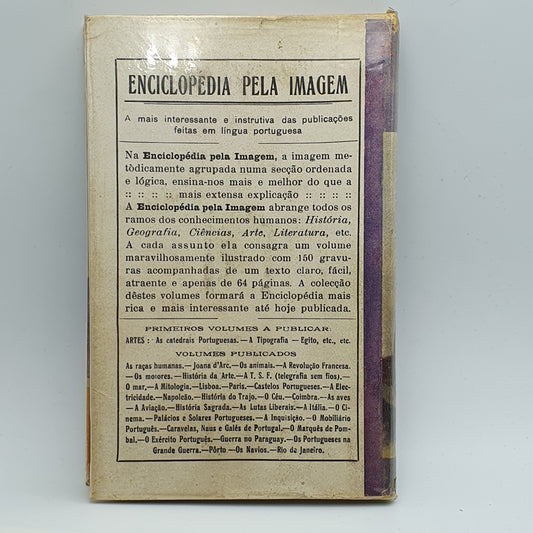 ENCICLOPEDIA PELA IMAGEM
A mais interessante e instrutiva das publicações
feitas em língua portuguesa
Na Enciclopédia pela Imagem, a imagem me-
tòdicamente agrupada numa secção ordenada
e lógica, ensina-nos mais e melhor do que a
:: :: :: :: mais extensa explicação :: :: :: ::
A Enciclopédia pela Imagem abrange todos os
ramos dos conhecimentos humanos: História,
Geografia, Ciências, Arte, Literatura, etc.
A cada assunto ela consagra um volume
maravilhosamente ilustrado com 150 gravu-
ras acompanhadas de um texto claro, fácil,
atraente e apenas de 64 páginas. A colecção
dêstes volumes formará a Enciclopédia mais
rica e mais interessante até hoje publicada.
PRIMEIROS VOLUMES A PUBLICAR:
ARTES: As catedrais Portuguesas.—A Tipografia — Egito, etc., etc.
VOLUMES PUBLICADOS
As raças humanas.—Joana d'Arc.—Os animais.—A Revolução Francesa.
—Os motores.—História da Arte.—A T. S. F. (telegrafia sem fios).—
O mar.—A Mitologia.—Lisboa.—Paris.—Castelos Portugueses.—A Elec-
tricidade.—Napoleão.—História do Trajo.—O Céu.—Coimbra.—As aves
—A Aviação.—História Sagrada.—As Lutas Liberais.—A Itália.—O Ci-
nema.—Palácios e Solares Portugueses.—A Inquisição.—O Mobiliário
Português.—Caravelas, Naus e Galés de Portugal.—O Marquês de Pom-
bal.—O Exército Português.—Guerra no Paraguay.—Os Portugueses na
Grande Guerra.—Pôrto—Os Navios.—Rio de Janeiro.